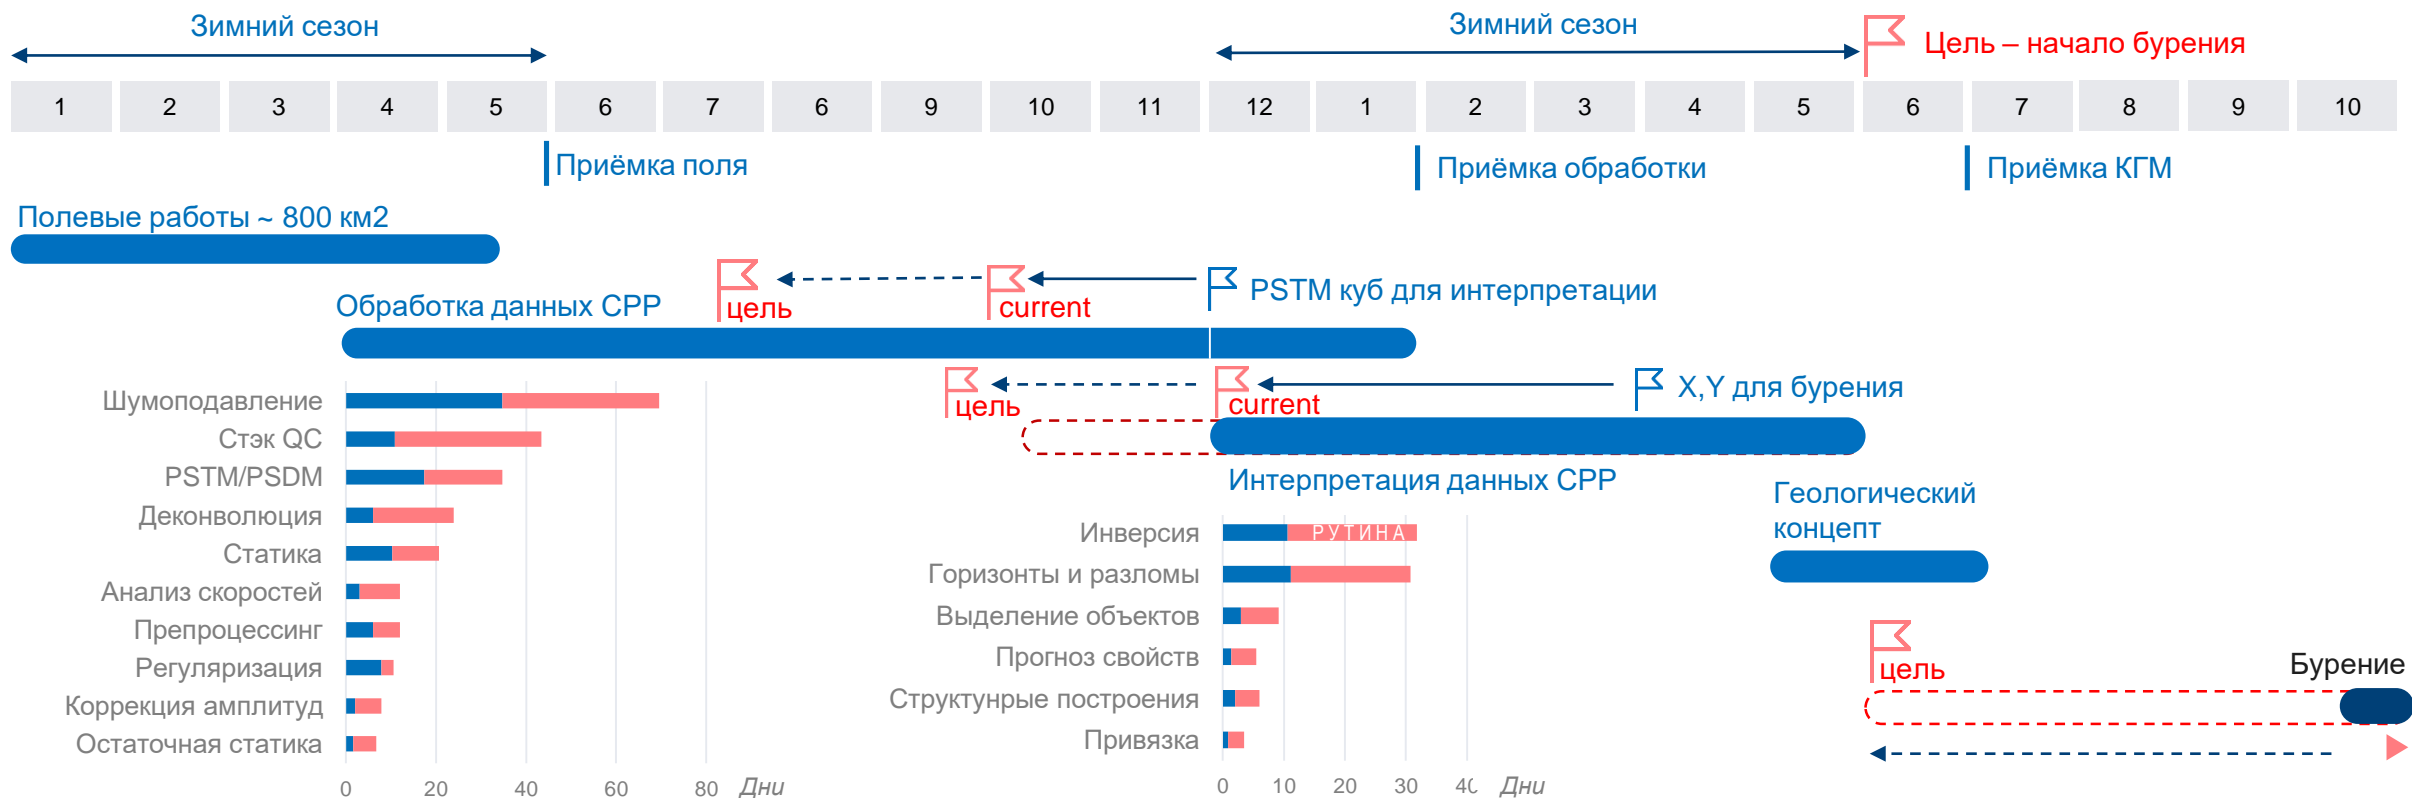 Зимний сезон
Зимний сезон
Цель – начало бурения
1 2 3 4 5 6 7 6 9 10 11 12 1 2 3 4 5 6 7 8 9 10
Приёмка поля
Приёмка обработки
Приёмка КГМ
Полевые работы ~ 800 км2
Обработка данных СРР
цель
current
PSTM куб для интерпретации
цель
current
X,Y для бурения
Интерпретация данных СРР
Шумоподавление
Стэк QC
PSTM/PSDM
Деконволюция
Статика
Анализ скоростей
Препроцессинг
Регуляризация
Коррекция амплитуд
Остаточная статика
0 20 40 60 80 Дни
Инверсия
РУТИНА
Горизонты и разломы
Выделение объектов
Прогноз свойств
Структунрые построения
Привязка
0 10 20 30 40 Дни
Геологический
концепт
цель
Бурение